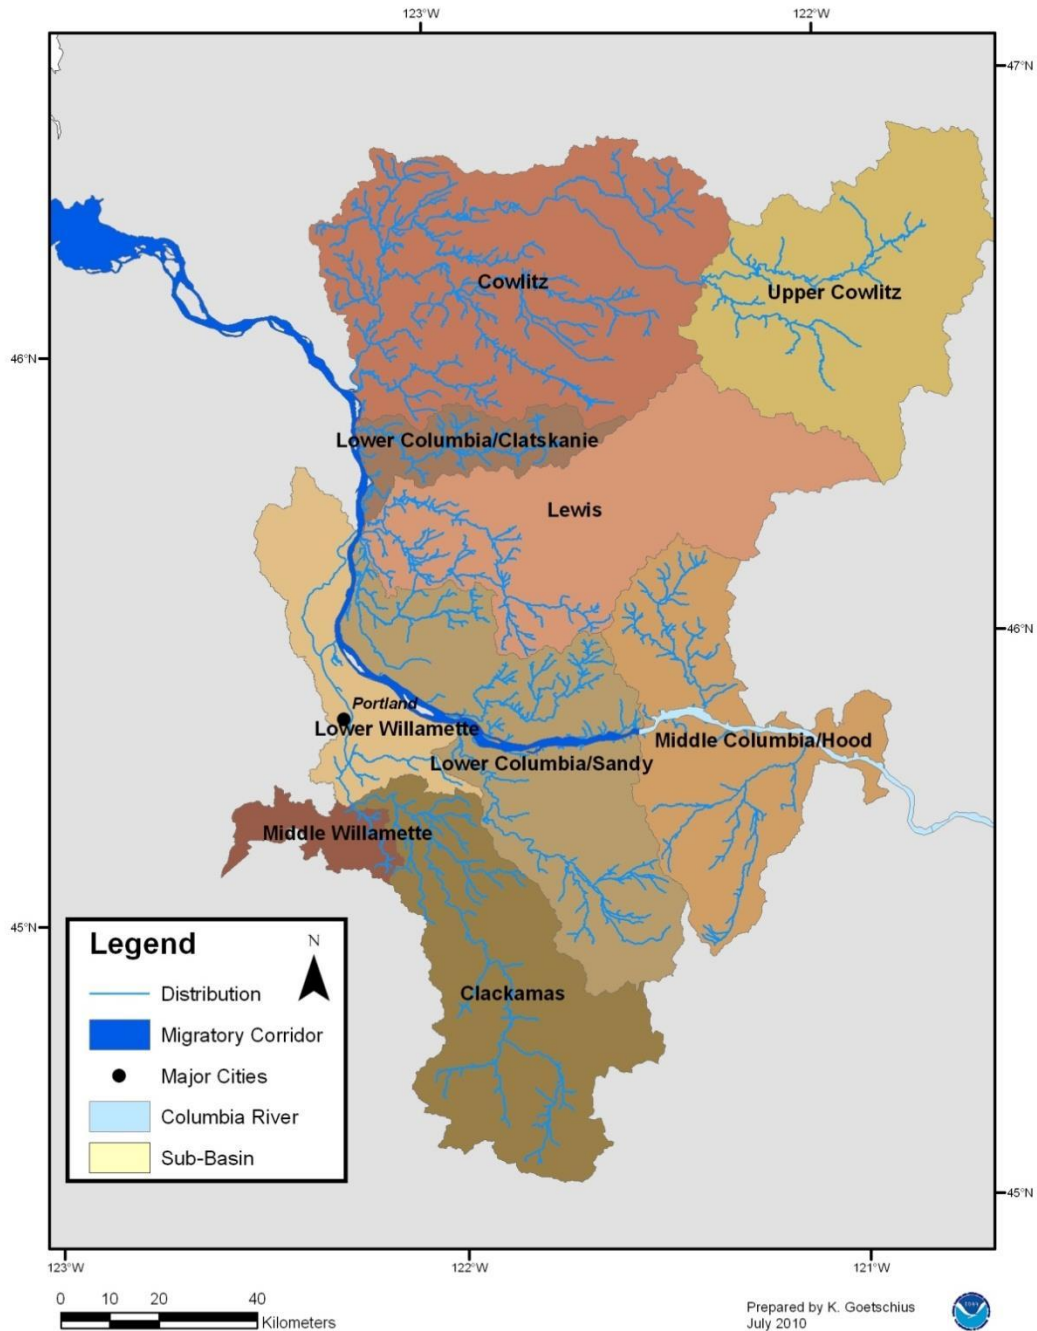 123°W
122°W
47°N
Cowlitz
Upper Cowlitz
46°N
Lower Columbia/Clatskanie
Lewis
46°N
Portland
Lower Willamette
Middle Columbia/Hood
Lower Columbia/Sandy
Middle Willamette
45°N
Legend
N
Distribution
Migratory Corridor
Major Cities
Columbia River
Sub-Basin
Clackamas
45°N
123°W
122°W
121°W
0 10 20 40
Kilometers
Prepared by K. Goetschius
July 2010